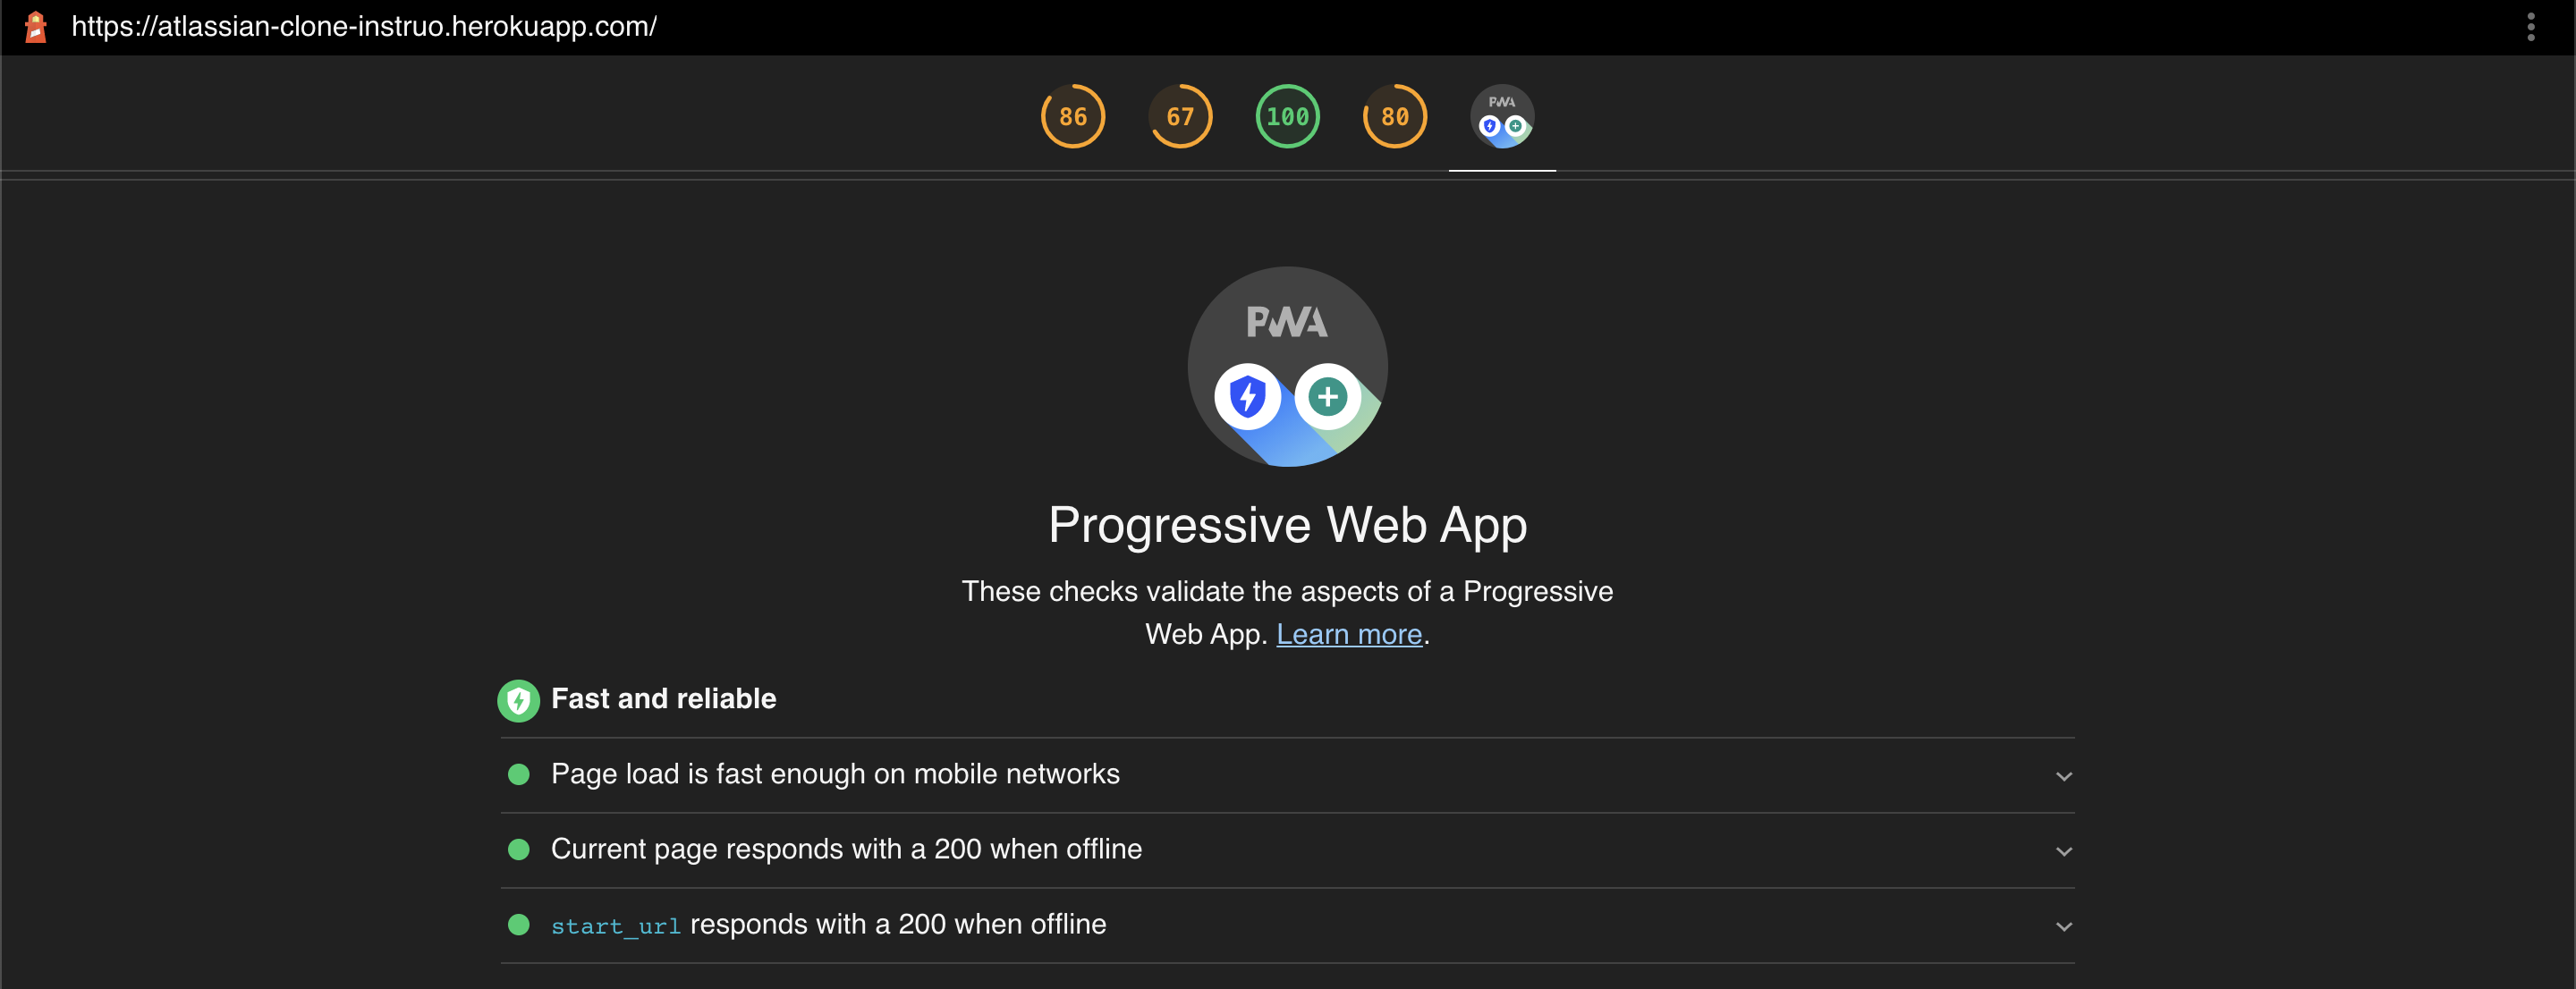 https://atlassian-clone-instruo.herokuapp.com/
86 67 100 80 PWA
PWA
Progressive Web App
These checks validate the aspects of a Progressive
Web App. Learn more.
Fast and reliable
Page load is fast enough on mobile networks
Current page responds with a 200 when offline
start_url responds with a 200 when offline